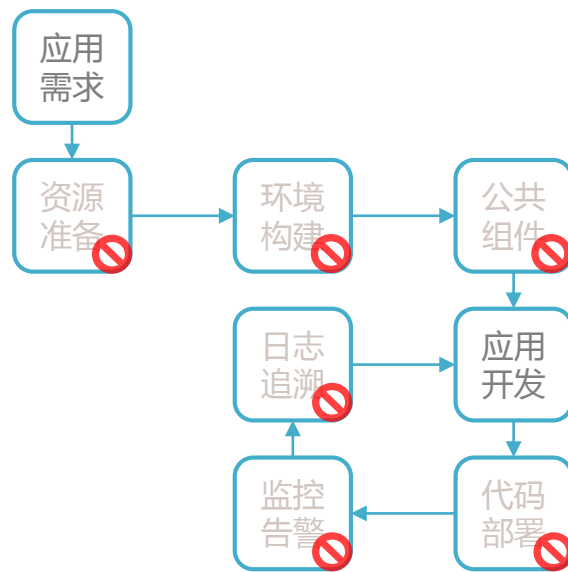 应用
需求
资源
准备
环境
构建
公共
组件
日志
追溯
应用
开发
监控
告警
代码
部署